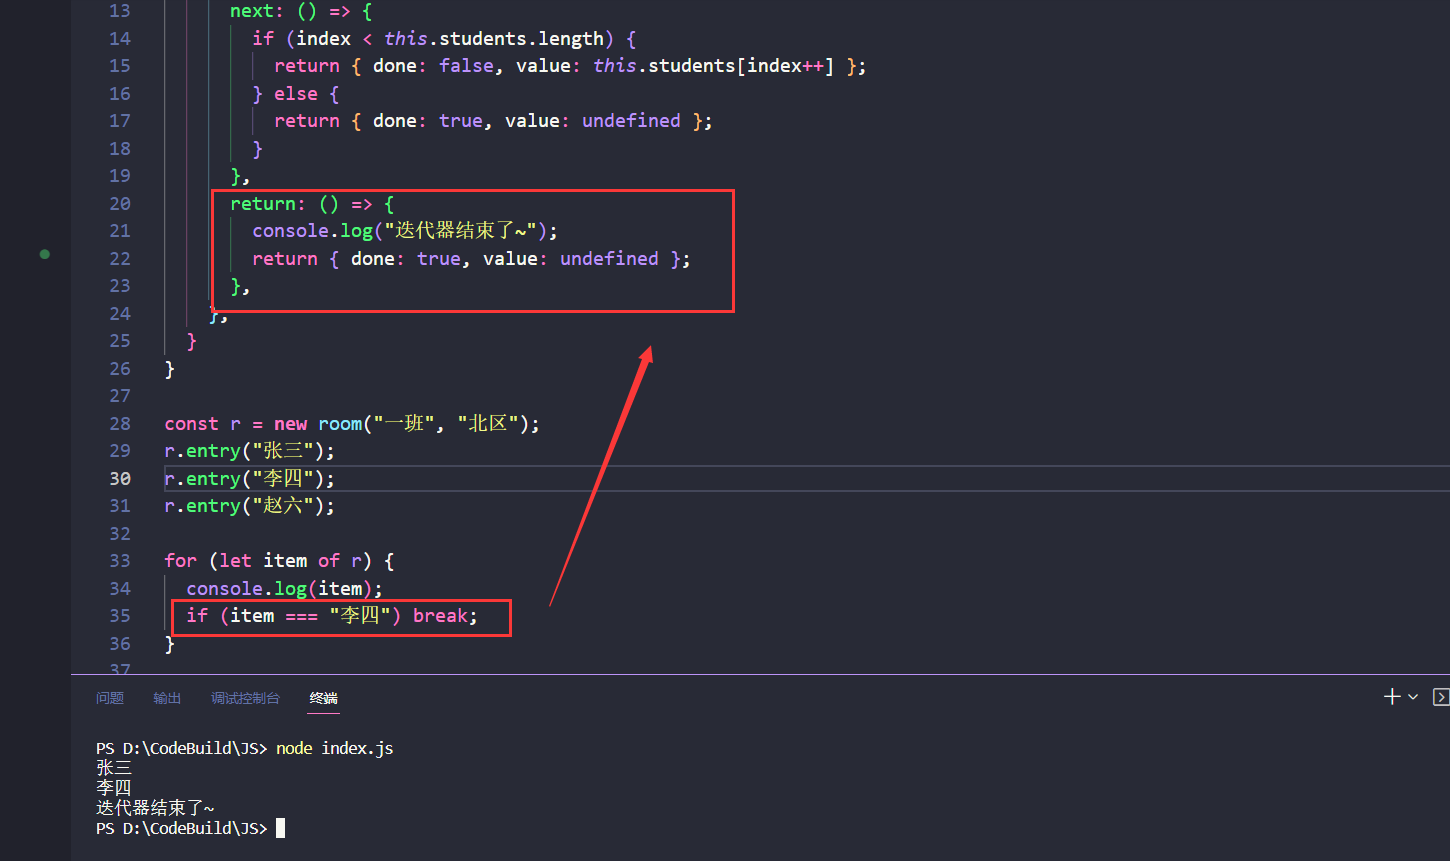 13 next: () => {
14 if (index < this.students.length) {
15 return { done: false, value: this.students[index++] };
16 } else {
17 return { done: true, value: undefined };
18 }
19 },
20 return: () => {
21 console.log("迭代器结束了~");
22 return { done: true, value: undefined };
23 },
24 },
25 }
26 }
27
28 const r = new room("一班", "北区");
29 r.entry("张三");
30 r.entry("李四");
31 r.entry("赵六");
32
33 for (let item of r) {
34 console.log(item);
35 if (item === "李四") break;
36 }
37
问题 输出 调试控制台 终端
PS D:\CodeBuild\JS> node index.js
张三
李四
迭代器结束了~
PS D:\CodeBuild\JS>